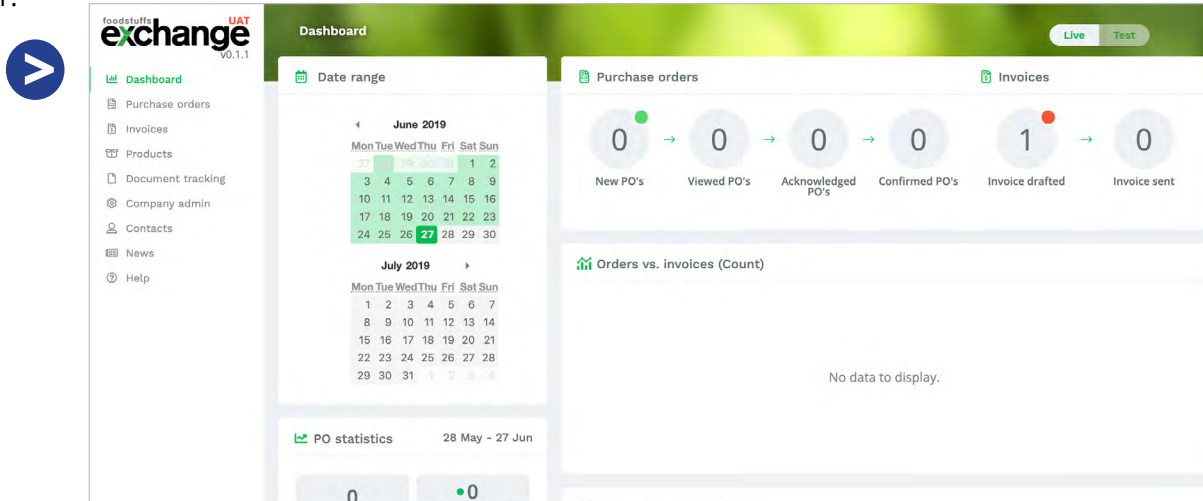 foodstuffs
UAT
exchange
v0.1.1
>
Dashboard
Purchase orders
Invoices
Products
Document tracking
Company admin
Contacts
News
Help
Dashboard
Live Test
Date range
June 2019
Mon Tue Wed Thu Fri Sat Sun
27 28 29 30 31 1 2
3 4 5 6 7 8 9
10 11 12 13 14 15 16
17 18 19 20 21 22 23
24 25 26 27 28 29 30
July 2019
Mon Tue Wed Thu Fri Sat Sun
1 2 3 4 5 6 7
8 9 10 11 12 13 14
15 16 17 18 19 20 21
22 23 24 25 26 27 28
29 30 31 1 2 3 4
PO statistics 28 May - 27 Jun
0 0
Purchase orders
Invoices
0 → 0 → 0 → 0
1 → 0
New PO's
Viewed PO's
Acknowledged
PO's
Confirmed PO's
Invoice drafted
Invoice sent
Orders vs. invoices (Count)
No data to display.